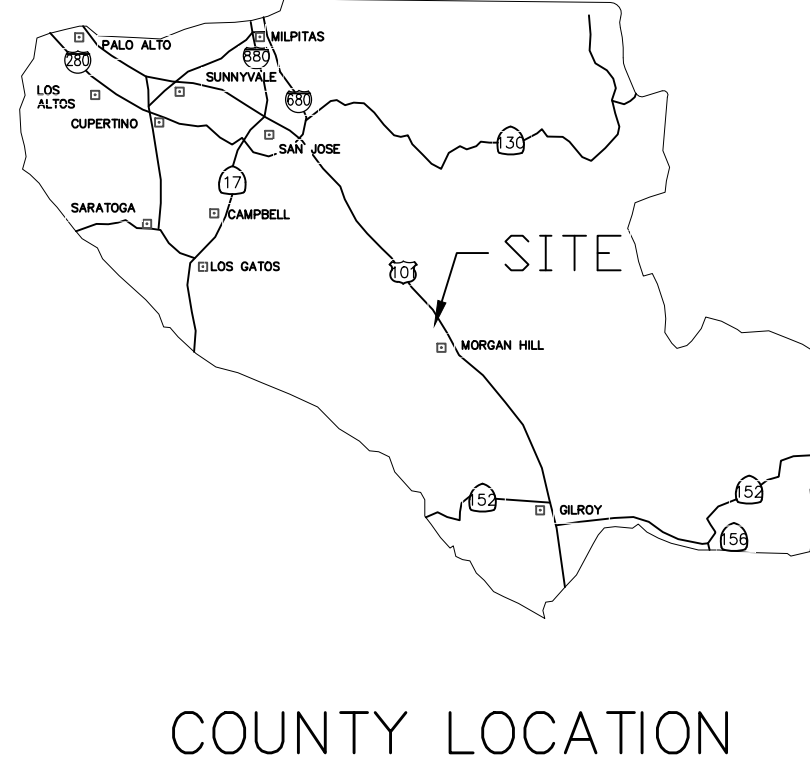 PALO ALTO
MILPITAS
280
880
LOS
ALTOS
SUNNYVALE
680
CUPERTINO
SAN JOSE
130
17
SARATOGA
CAMPBELL
SITE
LOS GATOS
101
MORGAN HILL
152
GILROY
152
156
COUNTY LOCATION